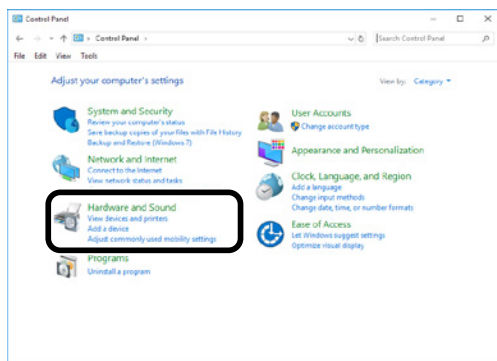 Control Panel
Control Panel
Search Control Panel
File Edit View Tools
Adjust your computer's settings
View by: Category
System and Security
Review your computer's status
Save backup copies of your files with File History
Backup and Restore (Windows 7)
Network and Internet
Connect to the Internet
View network status and tasks
Hardware and Sound
View devices and printers
Add a device
Adjust commonly used mobility settings
Programs
Uninstall a program
User Accounts
Change account type
Appearance and Personalization
Clock, Language, and Region
Add a language
Change input methods
Change date, time, or number formats
Ease of Access
Let Windows suggest settings
Optimize visual display